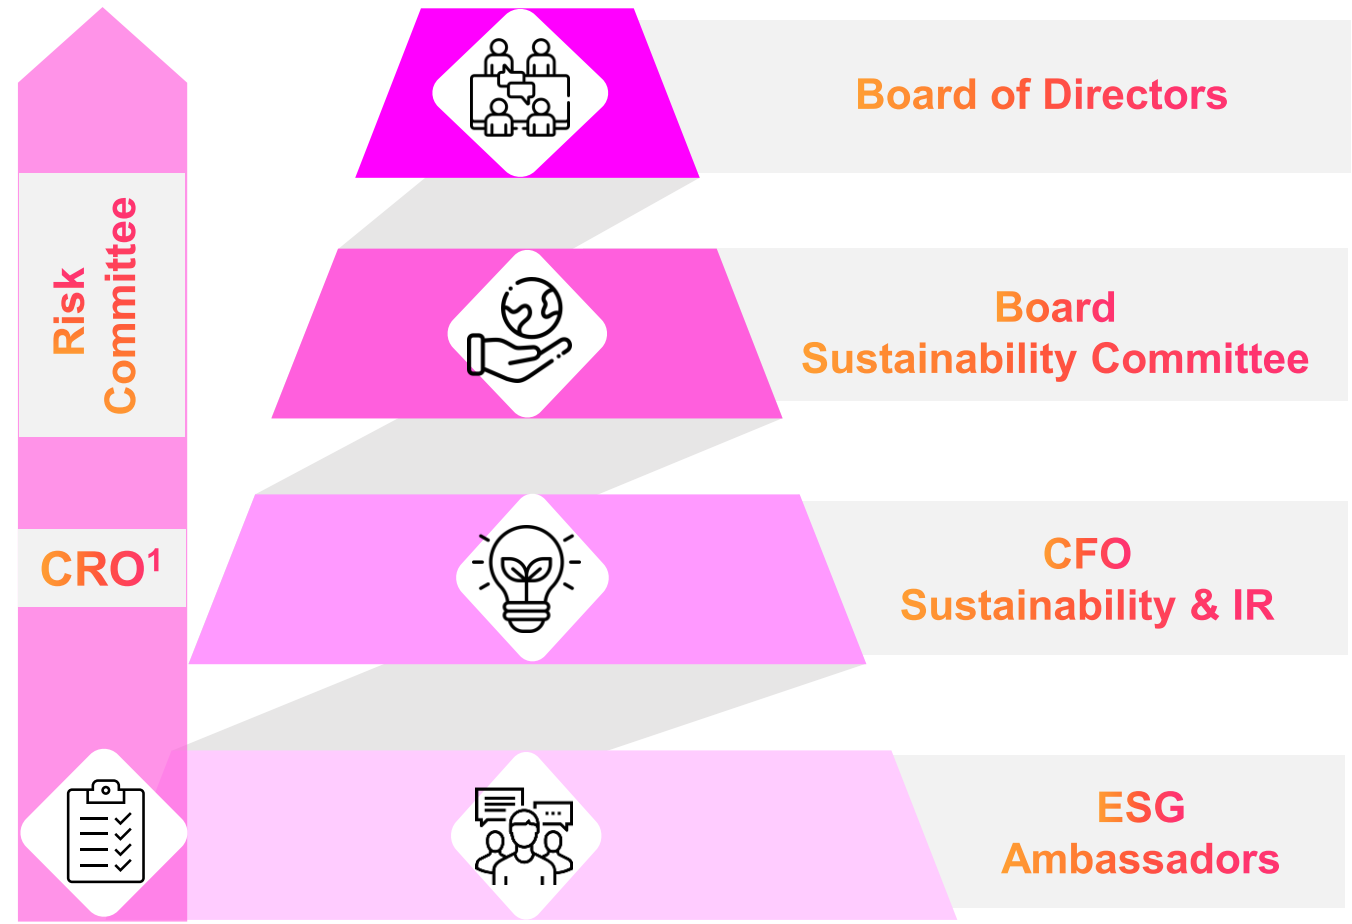 Board of Directors
Risk
Committee
Board
Sustainability Committee
CRO¹
CFO
Sustainability & IR
ESG
Ambassadors